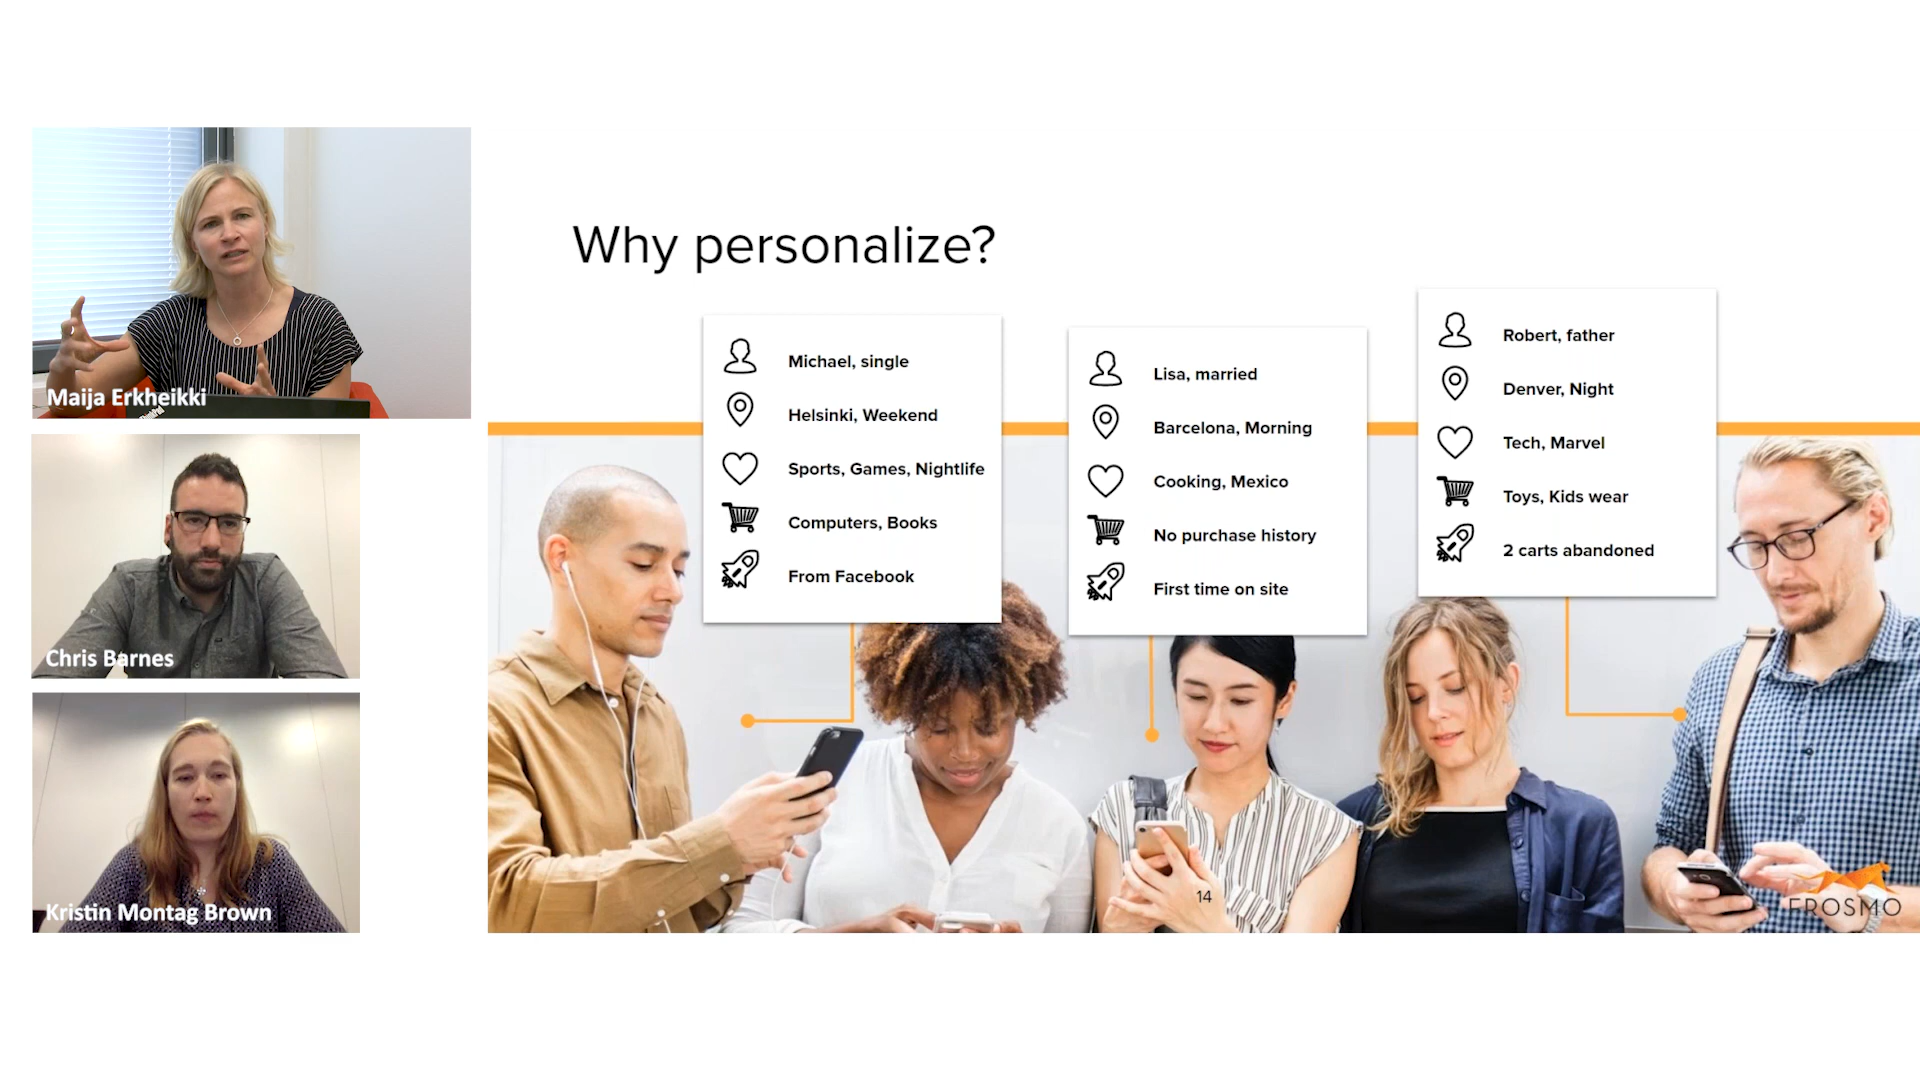 Maija Erkheikki
Chris Barnes
Kristin Montag Brown
Why personalize?
Michael, single
Helsinki, Weekend
Sports, Games, Nightlife
Computers, Books
From Facebook
Lisa, married
Barcelona, Morning
Cooking, Mexico
No purchase history
First time on site
Robert, father
Denver, Night
Tech, Marvel
Toys, Kids wear
2 carts abandoned
14
FROSMO